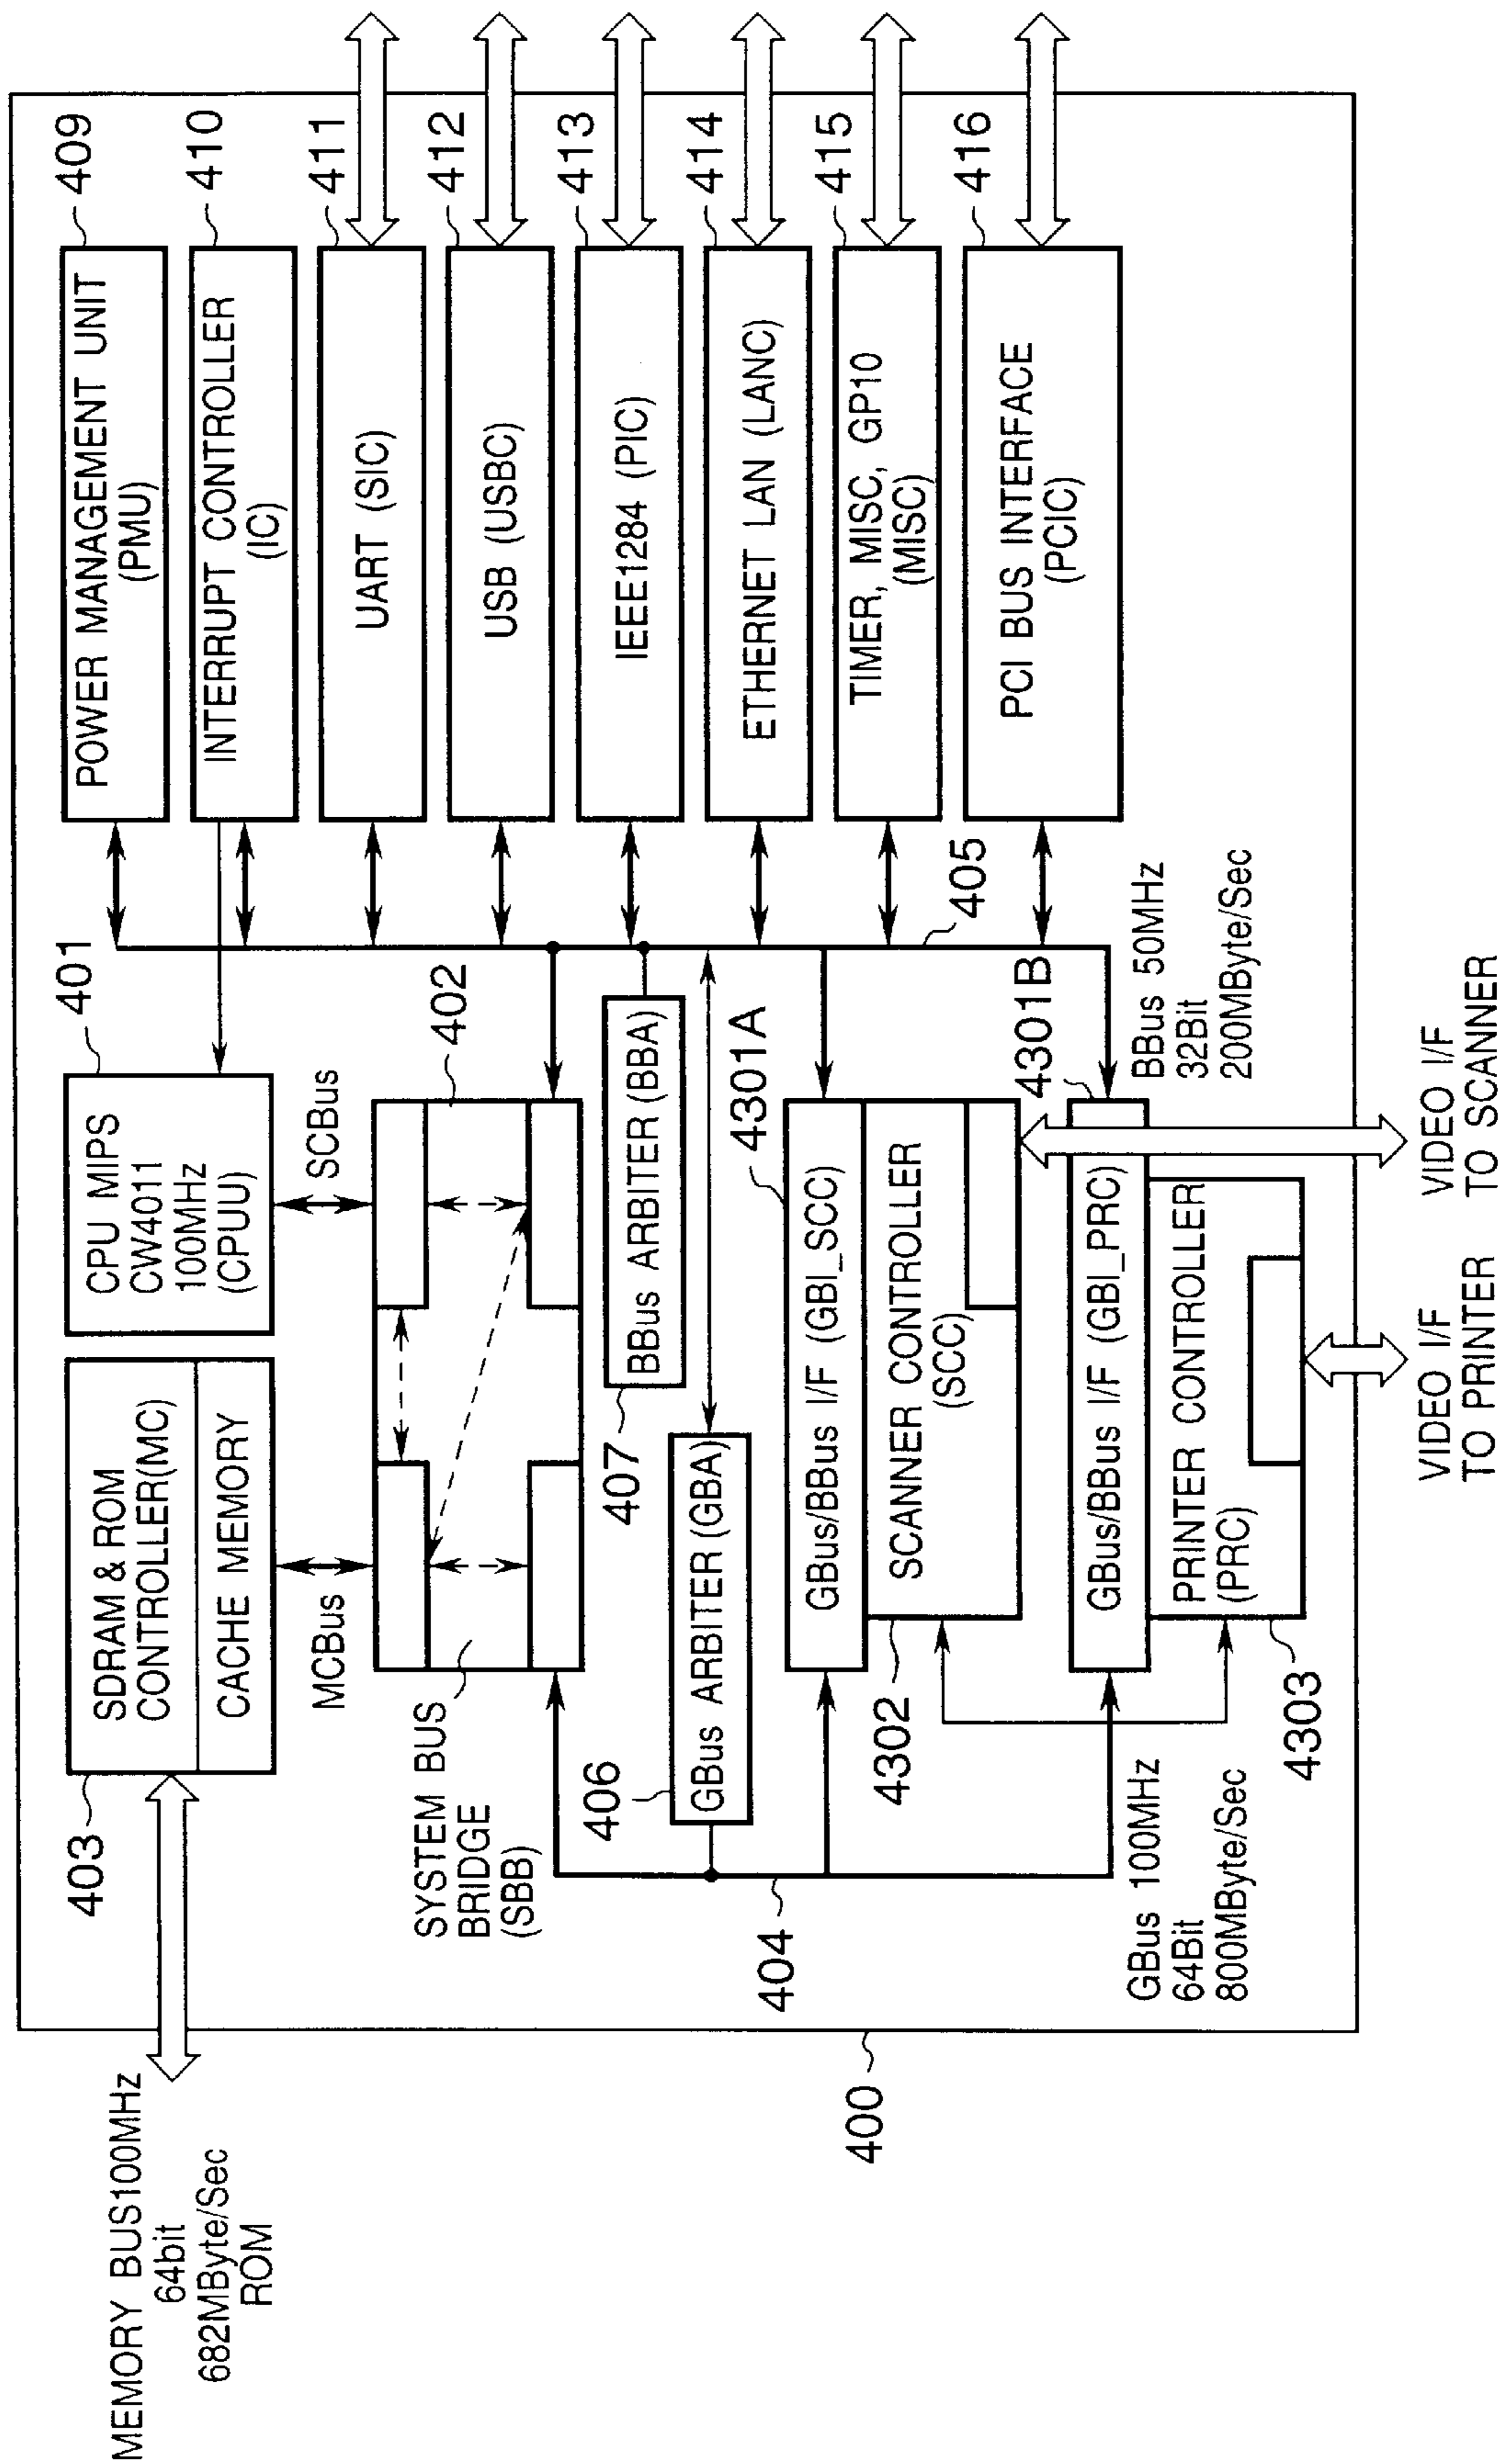 MEMORY BUS100MHz
64bit
682MByte/Sec
ROM
403
SDRAM & ROM
CONTROLLER(MC)
CACHE MEMORY
401
CPU MIPS
CW4011
100MHz
(CPUU)
MCBus
SCBus
402
SYSTEM BUS
BRIDGE
(SBB)
409
POWER MANAGEMENT UNIT
(PMU)
410
INTERRUPT CONTROLLER
(IC)
411
UART (SIC)
412
USB (USBC)
413
IEEE1284 (PIC)
414
ETHERNET LAN (LANC)
415
TIMER, MISC, GP10
(MISC)
416
PCI BUS INTERFACE
(PCIC)
407
BBus ARBITER (BBA)
406
GBus ARBITER (GBA)
405
404
4301A
GBus/BBus I/F (GBI_SCC)
SCANNER CONTROLLER
(SCC)
4302
4301B
GBus/BBus I/F (GBI_PRC)
PRINTER CONTROLLER
(PRC)
4303
GBus 100MHz
64Bit
800MByte/Sec
BBus 50MHz
32Bit
200MByte/Sec
400
VIDEO I/F
TO PRINTER
VIDEO I/F
TO SCANNER